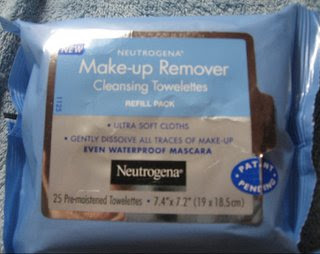 NEW
NEUTROGENA®
Make-up Remover
Cleansing Towelettes
REFILL PACK
• ULTRA SOFT CLOTHS
• GENTLY DISSOLVE ALL TRACES OF MAKE-UP
EVEN WATERPROOF MASCARA
Neutrogena®
PATENT
PENDING
25 Pre-moistened Towelettes • 7.4"x 7.2" (19 x 18.5cm)